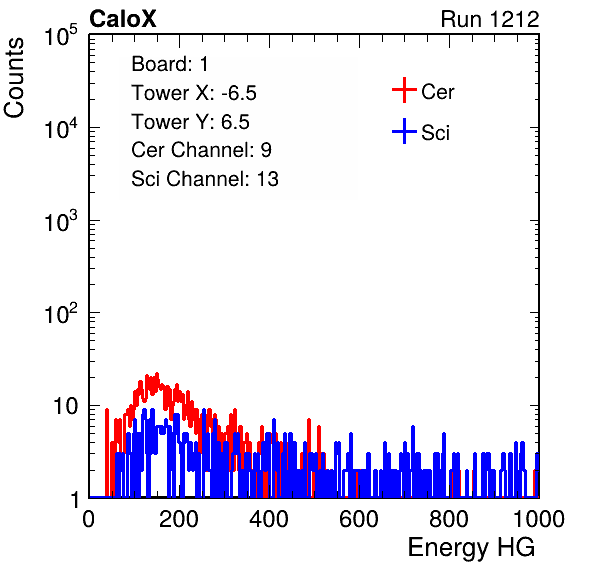 CaloX Run 1212
Counts
10^5
10^4
10^3
10^2
10
1
Board: 1
Tower X: -6.5
Tower Y: 6.5
Cer Channel: 9
Sci Channel: 13
Cer
Sci
0 200 400 600 800 1000
Energy HG